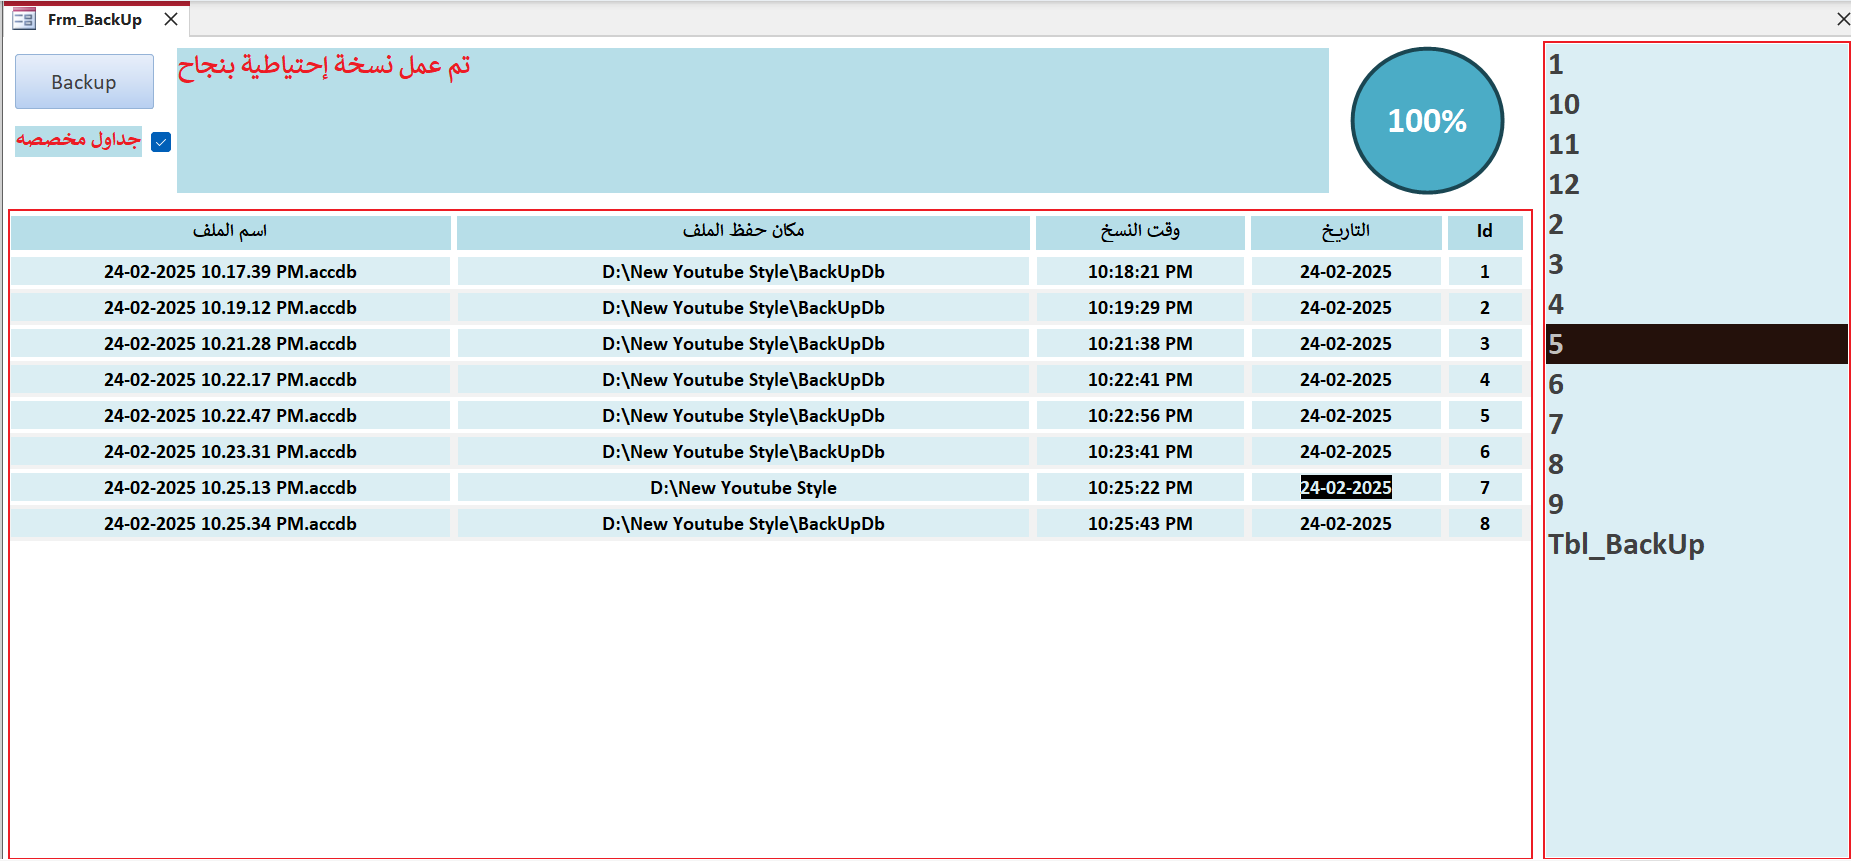 Frm_BackUp
Backup
تم عمل نسخة إحتياطية بنجاح
100%
جداول مخصصه
اسم الملف مكان حفظ الملف وقت النسخ التاريخ Id
24-02-2025 10.17.39 PM.accdb D:\New Youtube Style\BackUpDb 10:18:21 PM 24-02-2025 1
24-02-2025 10.19.12 PM.accdb D:\New Youtube Style\BackUpDb 10:19:29 PM 24-02-2025 2
24-02-2025 10.21.28 PM.accdb D:\New Youtube Style\BackUpDb 10:21:38 PM 24-02-2025 3
24-02-2025 10.22.17 PM.accdb D:\New Youtube Style\BackUpDb 10:22:41 PM 24-02-2025 4
24-02-2025 10.22.47 PM.accdb D:\New Youtube Style\BackUpDb 10:22:56 PM 24-02-2025 5
24-02-2025 10.23.31 PM.accdb D:\New Youtube Style\BackUpDb 10:23:41 PM 24-02-2025 6
24-02-2025 10.25.13 PM.accdb D:\New Youtube Style 10:25:22 PM 24-02-2025 7
24-02-2025 10.25.34 PM.accdb D:\New Youtube Style\BackUpDb 10:25:43 PM 24-02-2025 8
1
10
11
12
2
3
4
5
6
7
8
9
Tbl_BackUp